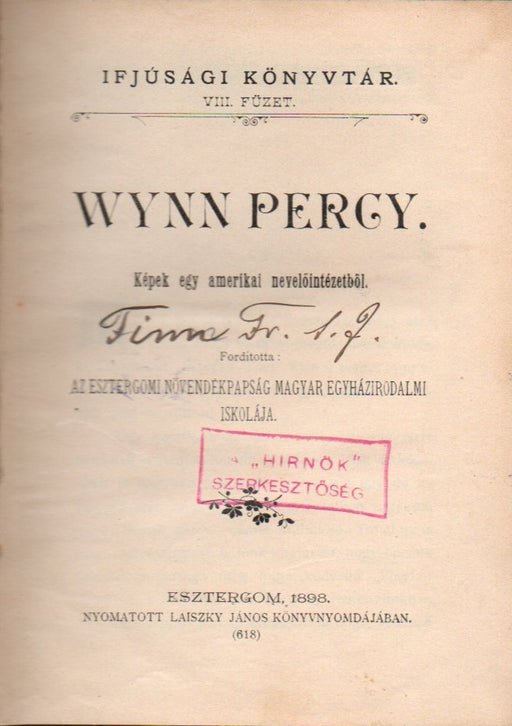 IFJÚSÁGI KÖNYVTÁR.
VIII. FÜZET.
WYNN PERCY.
Képek egy amerikai nevelőintézetből.
Finn Fr. S. J.
Fordította :
AZ ESZTERGOMI NÖVENDÉKPAPSÁG MAGYAR EGYHÁZIRODALMI
ISKOLÁJA.
A „HIRNÖK"
SZERKESZTŐSÉG
ESZTERGOM, 1898.
NYOMATOTT LAISZKY JÁNOS KÖNYVNYOMDÁJÁBAN.
(618)